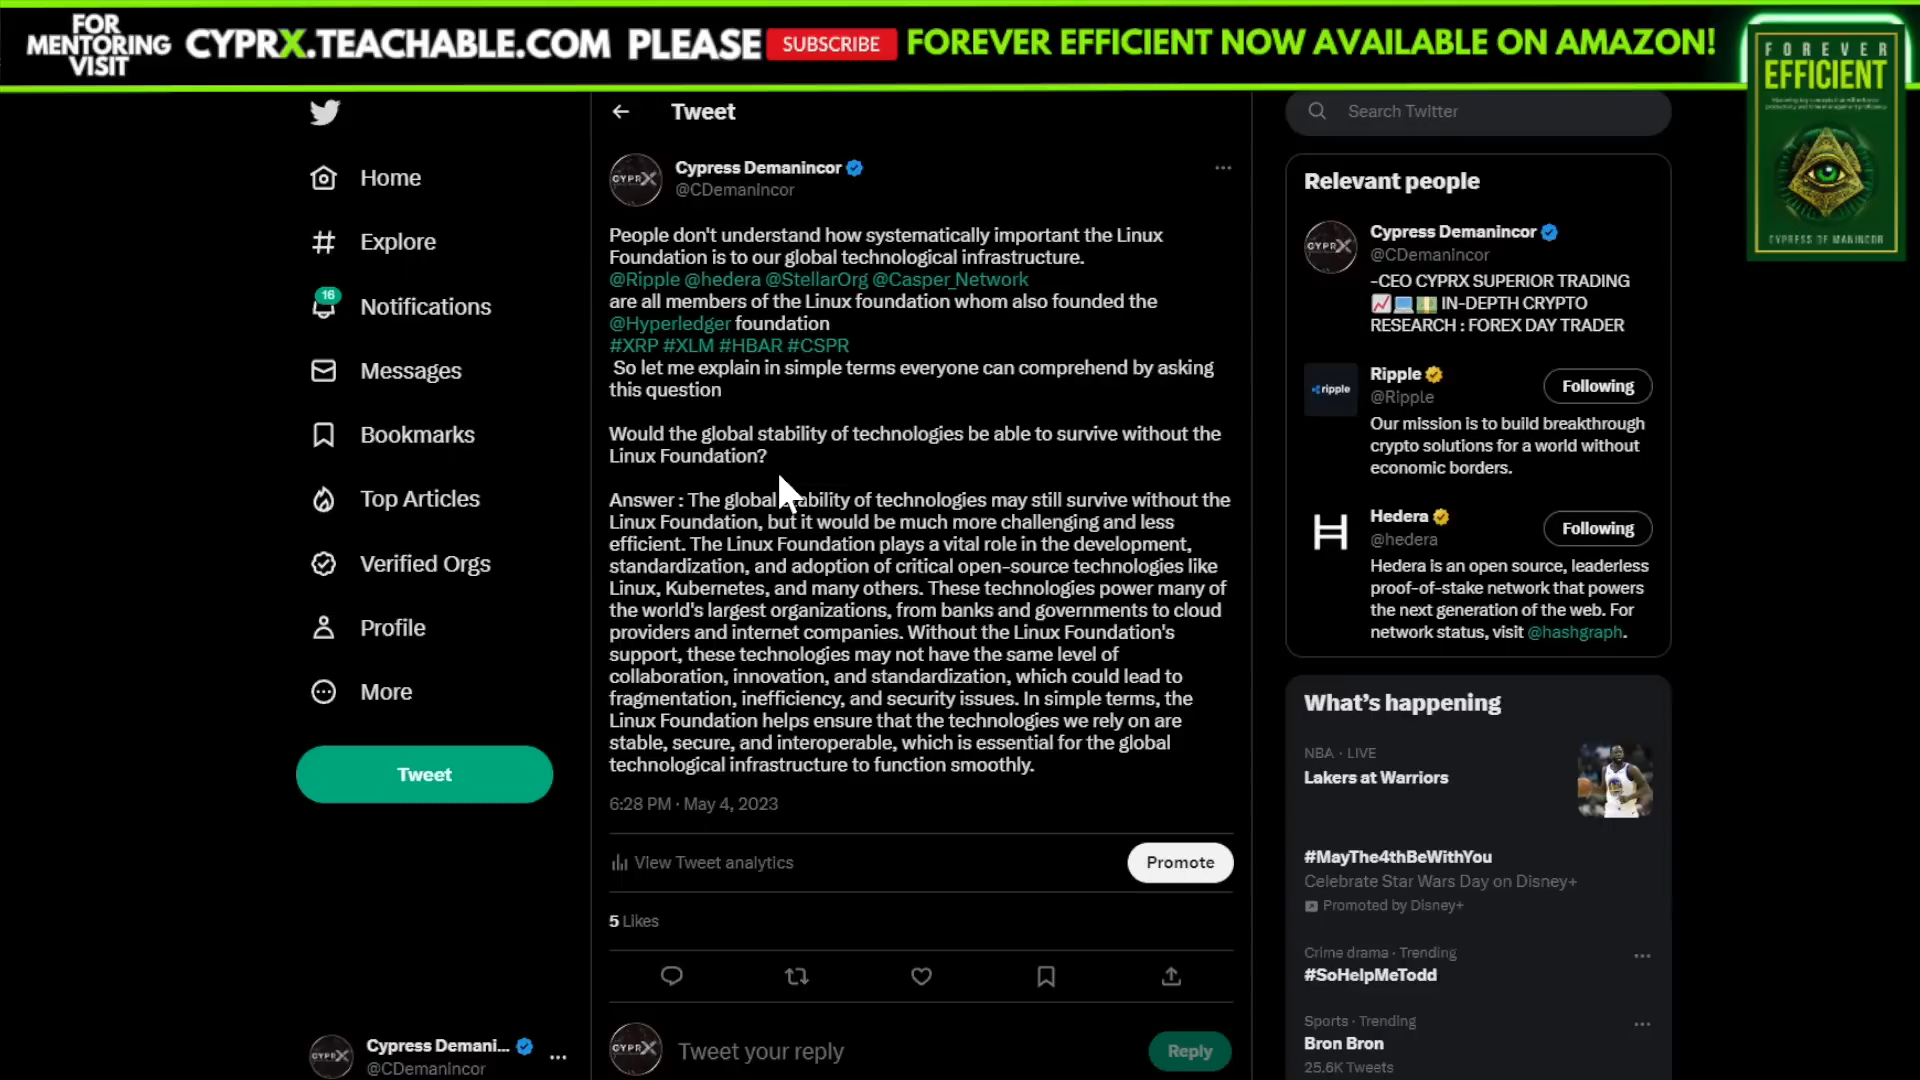 FOR
MENTORING
VISIT
CYPRX.TEACHABLE.COM PLEASE SUBSCRIBE FOREVER EFFICIENT NOW AVAILABLE ON AMAZON!
FOREVER
EFFICIENT
CYPRESS DEMANINCOR
Home
Explore
16
Notifications
Messages
Bookmarks
Top Articles
Verified Orgs
Profile
More
Tweet
Cypress Demani...
@CDemanIncor
Tweet
CYPRX
Cypress Demanincor
@CDemanIncor
People don't understand how systematically important the Linux
Foundation is to our global technological infrastructure.
@Ripple @hedera @StellarOrg @Casper_Network
are all members of the Linux foundation whom also founded the
@Hyperledger foundation
#XRP #XLM #HBAR #CSPR
So let me explain in simple terms everyone can comprehend by asking
this question
Would the global stability of technologies be able to survive without the
Linux Foundation?
Answer : The global stability of technologies may still survive without the
Linux Foundation, but it would be much more challenging and less
efficient. The Linux Foundation plays a vital role in the development,
standardization, and adoption of critical open-source technologies like
Linux, Kubernetes, and many others. These technologies power many of
the world's largest organizations, from banks and governments to cloud
providers and internet companies. Without the Linux Foundation's
support, these technologies may not have the same level of
collaboration, innovation, and standardization, which could lead to
fragmentation, inefficiency, and security issues. In simple terms, the
Linux Foundation helps ensure that the technologies we rely on are
stable, secure, and interoperable, which is essential for the global
technological infrastructure to function smoothly.
6:28 PM · May 4, 2023
View Tweet analytics
Promote
5 Likes
CYPRX
Tweet your reply
Reply
Search Twitter
Relevant people
CYPRX
Cypress Demanincor
@CDemanIncor
-CEO CYPRX SUPERIOR TRADING
IN-DEPTH CRYPTO
RESEARCH : FOREX DAY TRADER
ripple
Ripple
@Ripple
Following
Our mission is to build breakthrough
crypto solutions for a world without
economic borders.
Hedera
@hedera
Following
Hedera is an open source, leaderless
proof-of-stake network that powers
the next generation of the web. For
network status, visit @hashgraph.
What's happening
NBA · LIVE
Lakers at Warriors
#MayThe4thBeWithYou
Celebrate Star Wars Day on Disney+
Promoted by Disney+
Crime drama · Trending
#SoHelpMeTodd
Sports · Trending
Bron Bron
25.6K Tweets